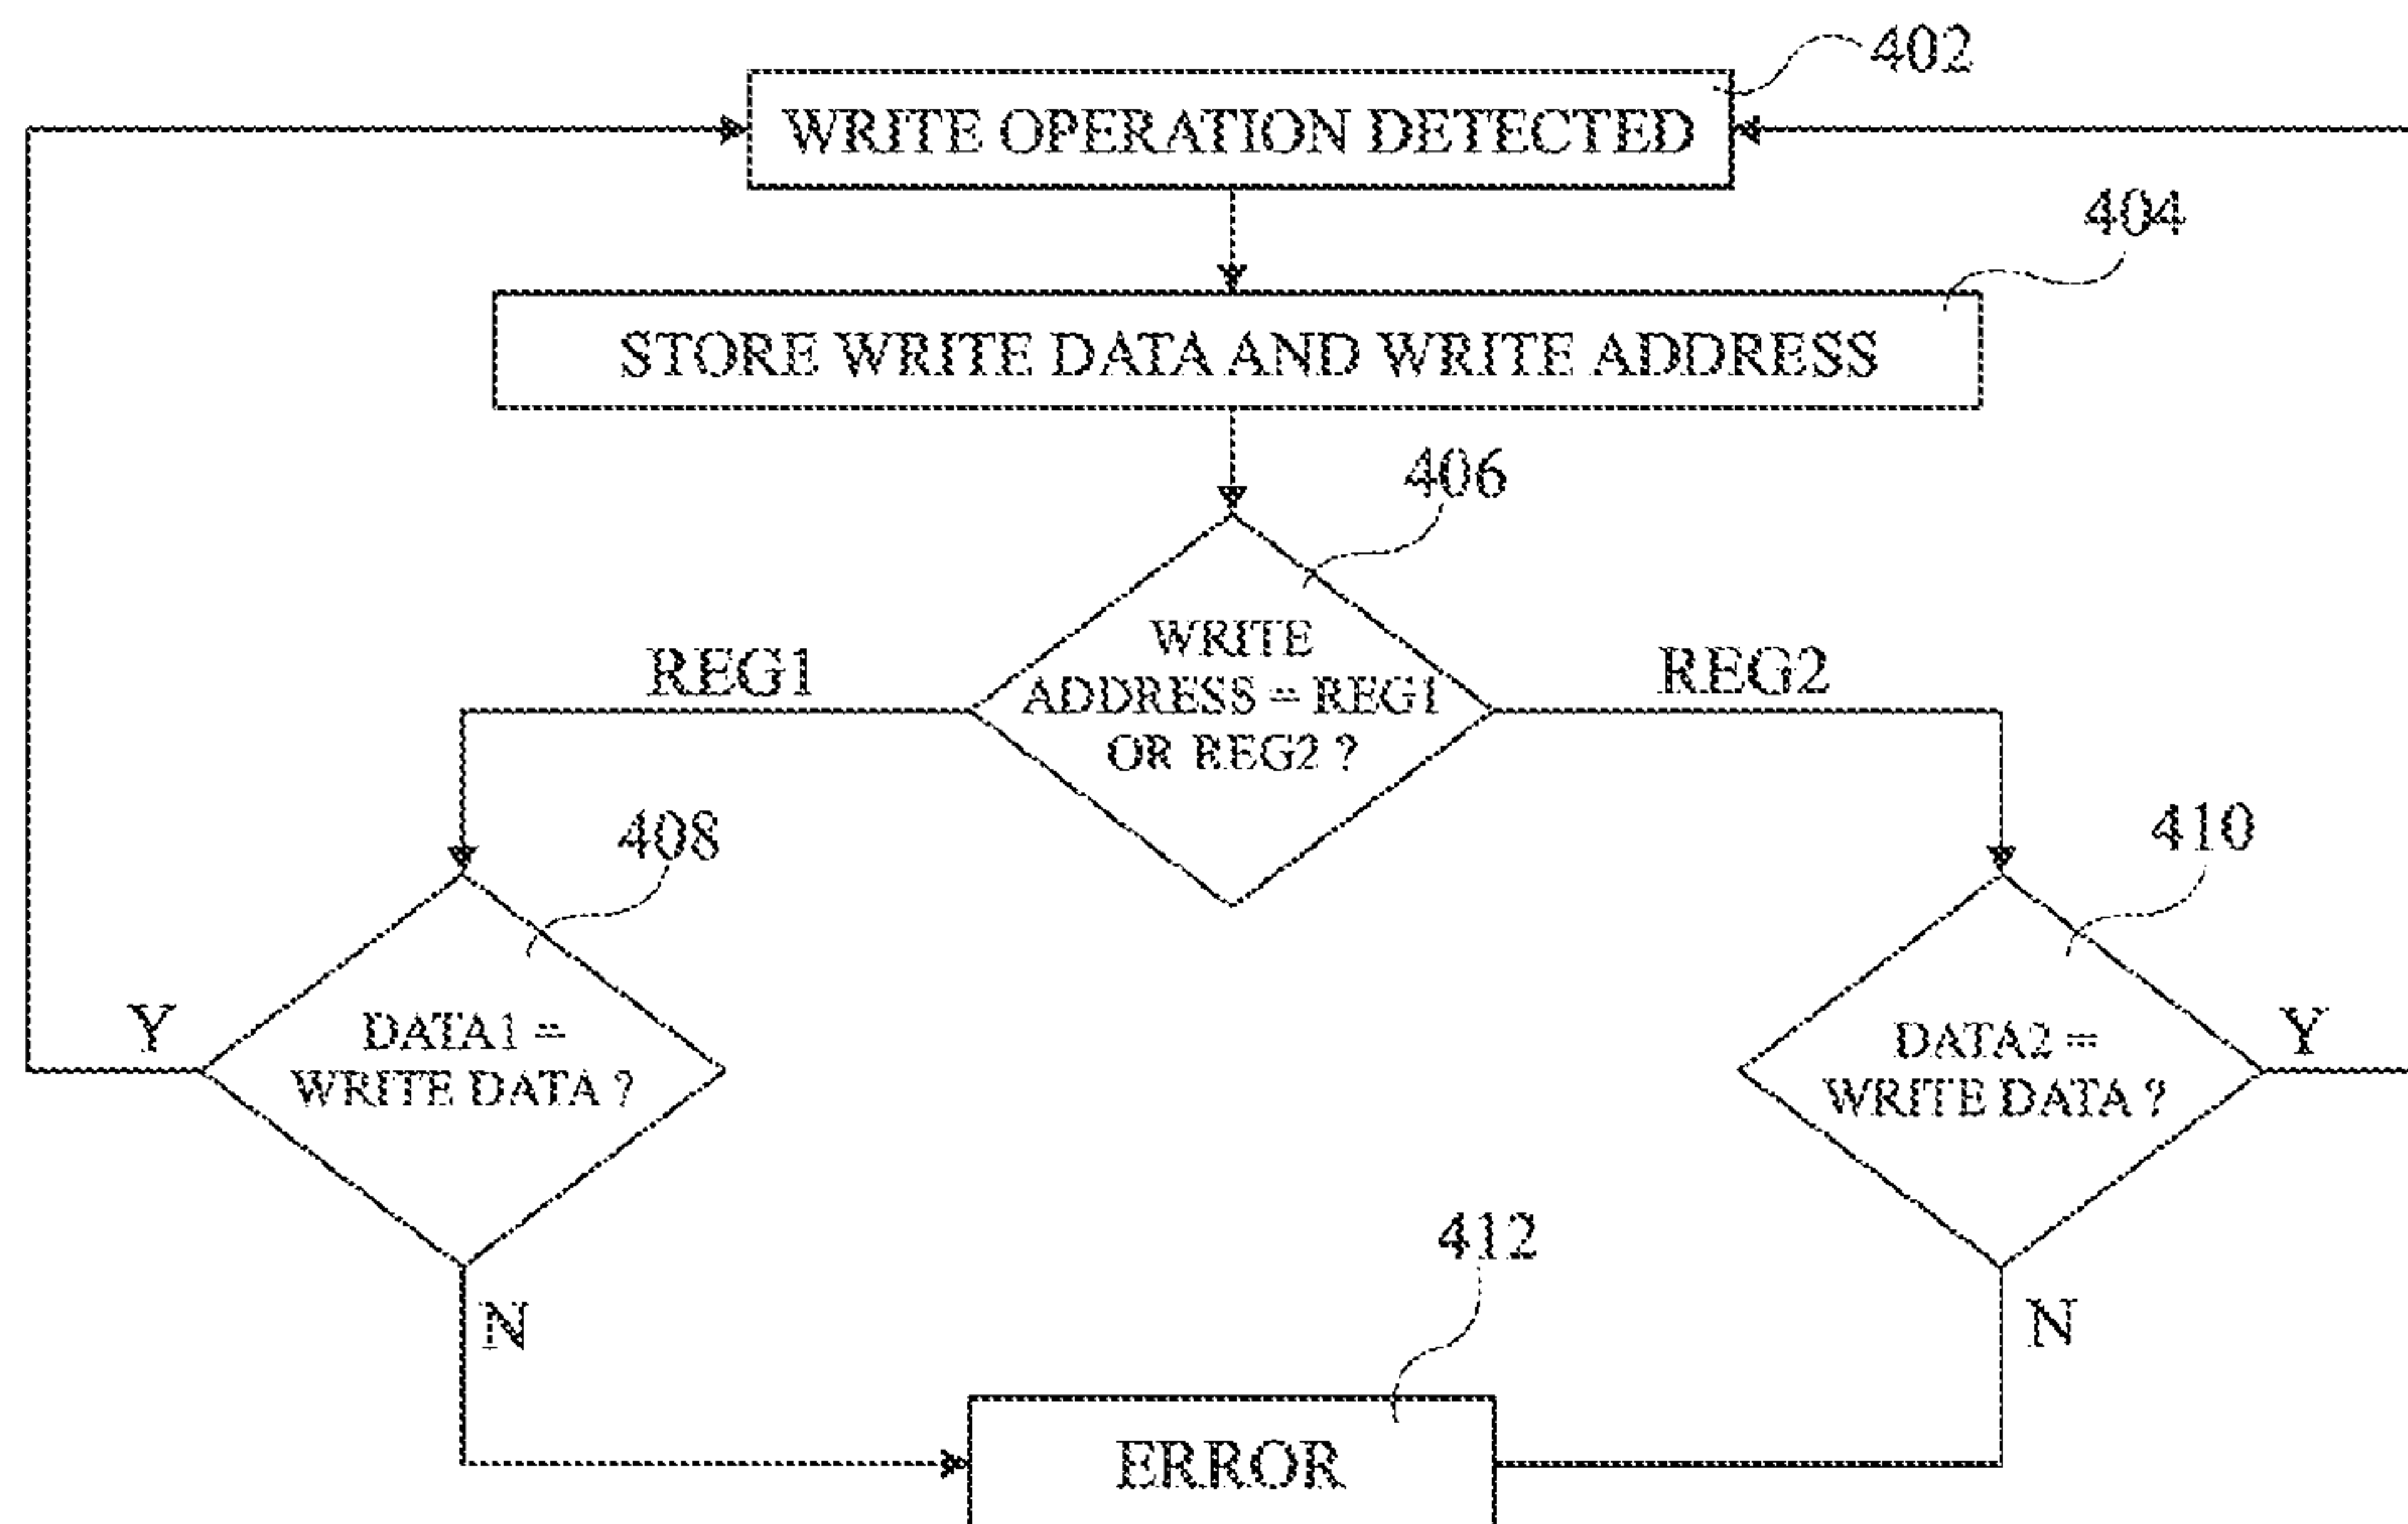 402
WRITE OPERATION DETECTED
404
STORE WRITE DATA AND WRITE ADDRESS
406
WRITE
ADDRESS = REG1
OR REG2 ?
REG1
REG2
408
410
Y
DATA1 =
WRITE DATA ?
DATA2 =
WRITE DATA ?
Y
412
N
N
ERROR